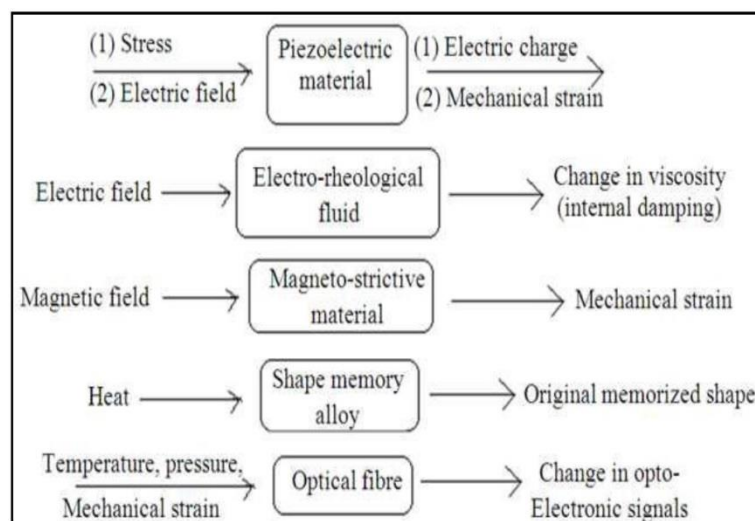 (1) Stress
(2) Electric field
Piezoelectric
material
(1) Electric charge
(2) Mechanical strain
Electric field
Electro-rheological
fluid
Change in viscosity
(internal damping)
Magnetic field
Magneto-strictive
material
Mechanical strain
Heat
Shape memory
alloy
Original memorized shape
Temperature, pressure,
Mechanical strain
Optical fibre
Change in opto-
Electronic signals